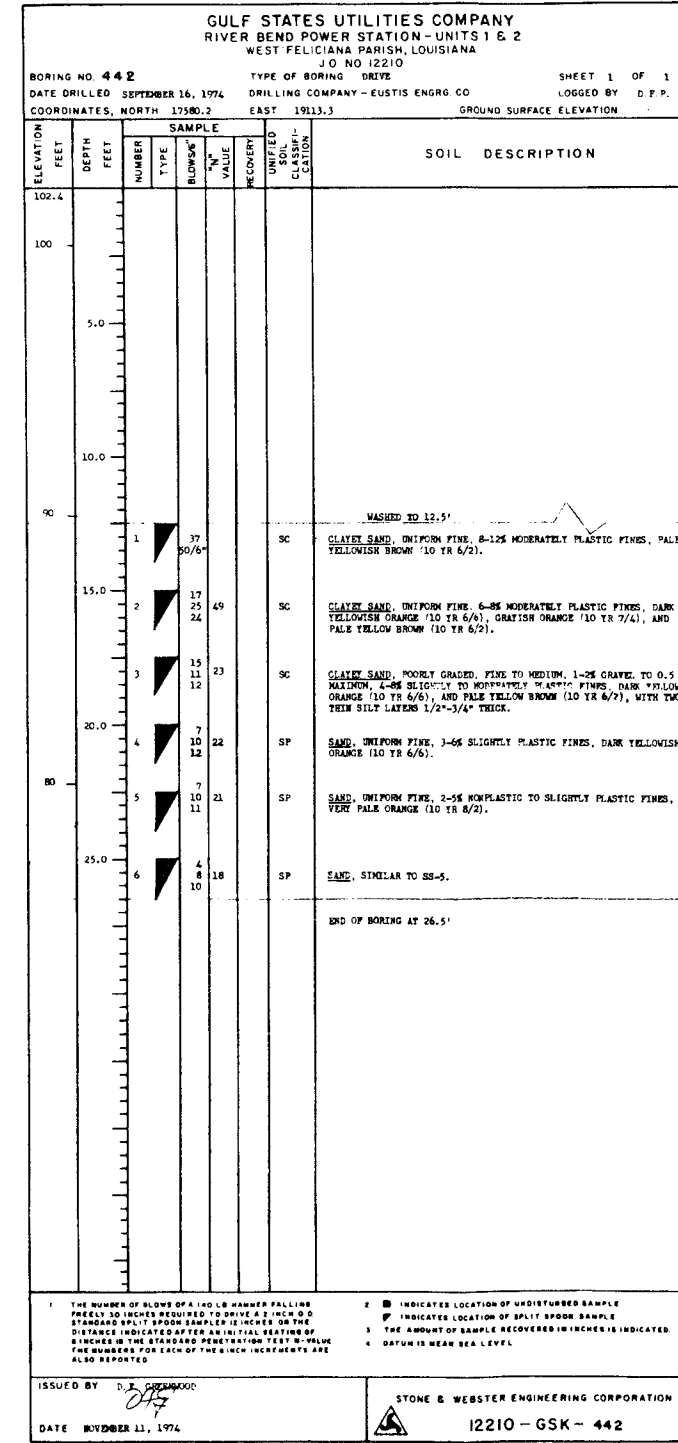 GULF STATES UTILITIES COMPANY
RIVER BEND POWER STATION-UNITS 1 & 2
WEST FELICIANA PARISH, LOUISIANA
J O NO 12210
BORING NO. 442 TYPE OF BORING DRIVE SHEET 1 OF 1
DATE DRILLED SEPTEMBER 16, 1974 DRILLING COMPANY-EUSTIS ENGRG. CO LOGGED BY D.F.P.
COORDINATES, NORTH 17580.2 EAST 19113.3 GROUND SURFACE ELEVATION
ELEVATION FEET
DEPTH FEET
SAMPLE
NUMBER
TYPE
BLOWS/6"
"N" VALUE
RECOVERY
UNIFIED SOIL CLASSIFI-CATION
SOIL DESCRIPTION
102.4
100
5.0
10.0
90
WASHED TO 12.5'
1 37 SC CLAYEY SAND, UNIFORM FINE, 8-12% MODERATELY PLASTIC FINES, PALE
50/6" YELLOWISH BROWN (10 YR 6/2).
15.0
17
2 25 49 SC CLAYEY SAND, UNIFORM FINE. 6-8% MODERATELY PLASTIC FINES, DARK
24 YELLOWISH ORANGE (10 YR 6/6), GRAYISH ORANGE (10 YR 7/4), AND
PALE YELLOW BROWN (10 YR 6/2).
15
3 11 23 SC CLAYEY SAND, POORLY GRADED, FINE TO MEDIUM, 1-2% GRAVEL TO 0.5
12 MAXIMUM, 4-8% SLIGHTLY TO MODERATELY PLASTIC FINES, DARK YELLOW
ORANGE (10 YR 6/6), AND PALE YELLOW BROWN (10 YR 6/2), WITH TWO
THIN SILT LAYERS 1/2"-3/4" THICK.
20.0
7
4 10 22 SP SAND, UNIFORM FINE, 3-6% SLIGHTLY PLASTIC FINES, DARK YELLOWISH
12 ORANGE (10 YR 6/6).
80
7
5 10 21 SP SAND, UNIFORM FINE, 2-5% NONPLASTIC TO SLIGHTLY PLASTIC FINES,
11 VERY PALE ORANGE (10 YR 8/2).
25.0
4
6 8 18 SP SAND, SIMILAR TO SS-5.
10
END OF BORING AT 26.5'
1 THE NUMBER OF BLOWS OF A 140 LB HAMMER FALLING
FREELY 30 INCHES REQUIRED TO DRIVE A 2 INCH O D
STANDARD SPLIT SPOON SAMPLER 12 INCHES OR THE
DISTANCE INDICATED AFTER AN INITIAL SEATING OF
6 INCHES IS THE STANDARD PENETRATION TEST N-VALUE
THE NUMBERS FOR EACH OF THE 6 INCH INCREMENTS ARE
ALSO REPORTED
2 INDICATES LOCATION OF UNDISTURBED SAMPLE
INDICATES LOCATION OF SPLIT SPOON SAMPLE
3 THE AMOUNT OF SAMPLE RECOVERED IN INCHES IS INDICATED.
4 DATUM IS MEAN SEA LEVEL
ISSUED BY D. F. GREENWOOD
DATE NOVEMBER 11, 1974
STONE & WEBSTER ENGINEERING CORPORATION
12210-GSK-442